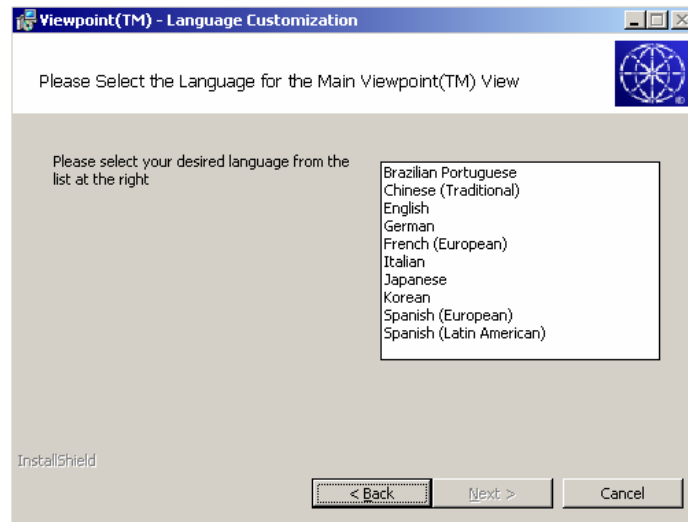 Viewpoint(TM) - Language Customization
Please Select the Language for the Main Viewpoint(TM) View
Please select your desired language from the
list at the right
Brazilian Portuguese
Chinese (Traditional)
English
German
French (European)
Italian
Japanese
Korean
Spanish (European)
Spanish (Latin American)
InstallShield
< Back Next > Cancel